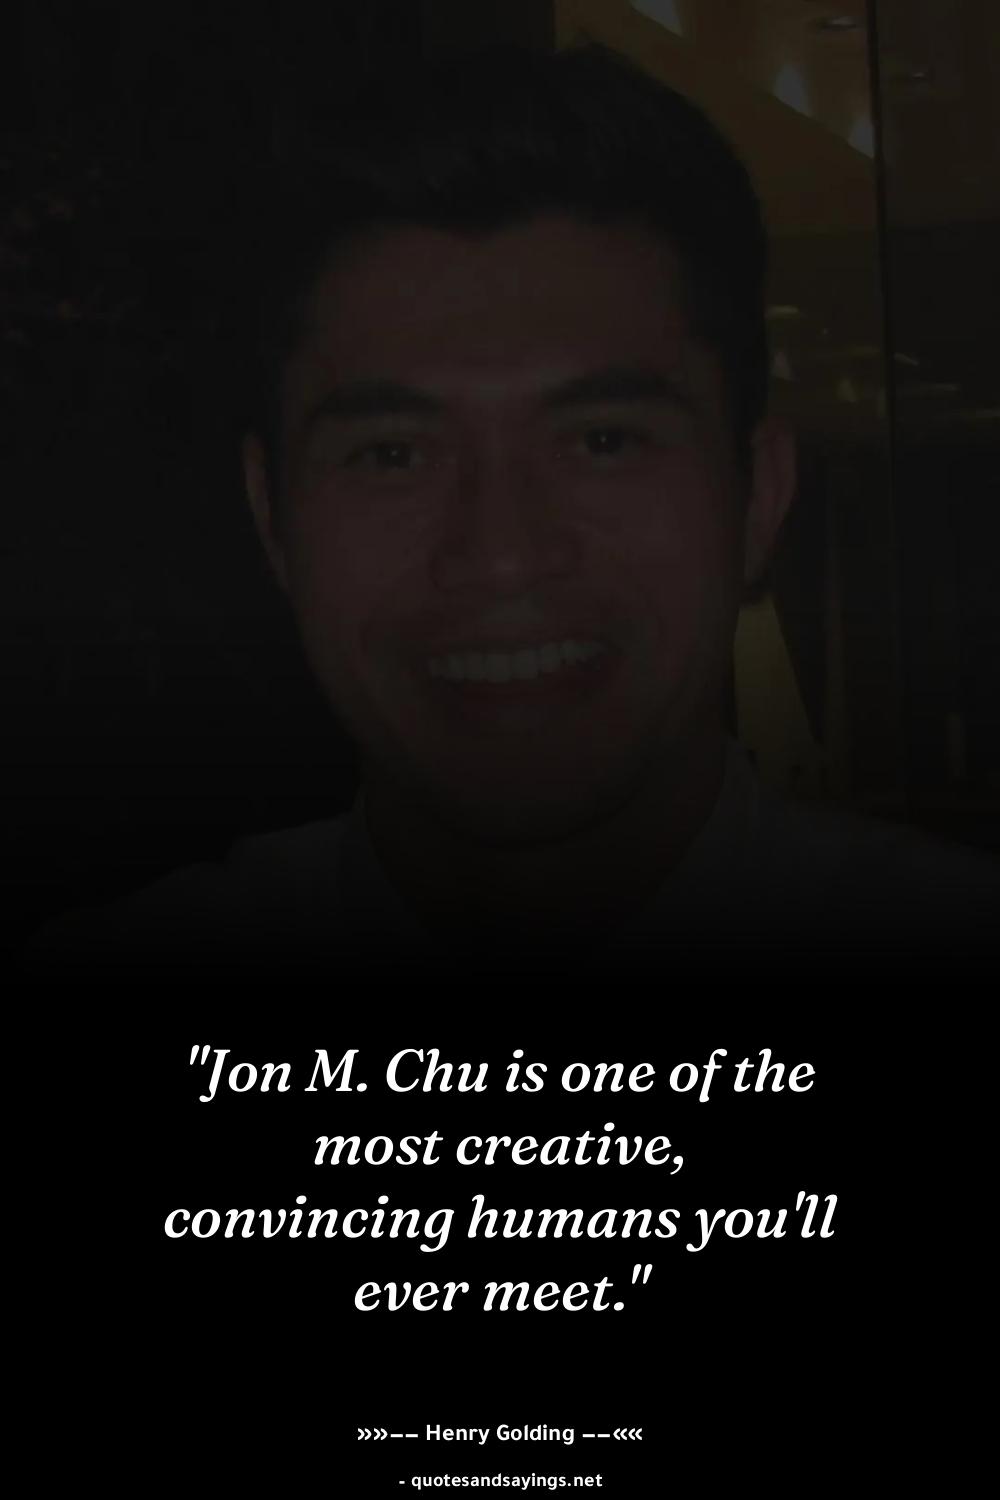 "Jon M. Chu is one of the
most creative,
convincing humans you'll
ever meet."
»»−− Henry Golding −−««
- quotesandsayings.net